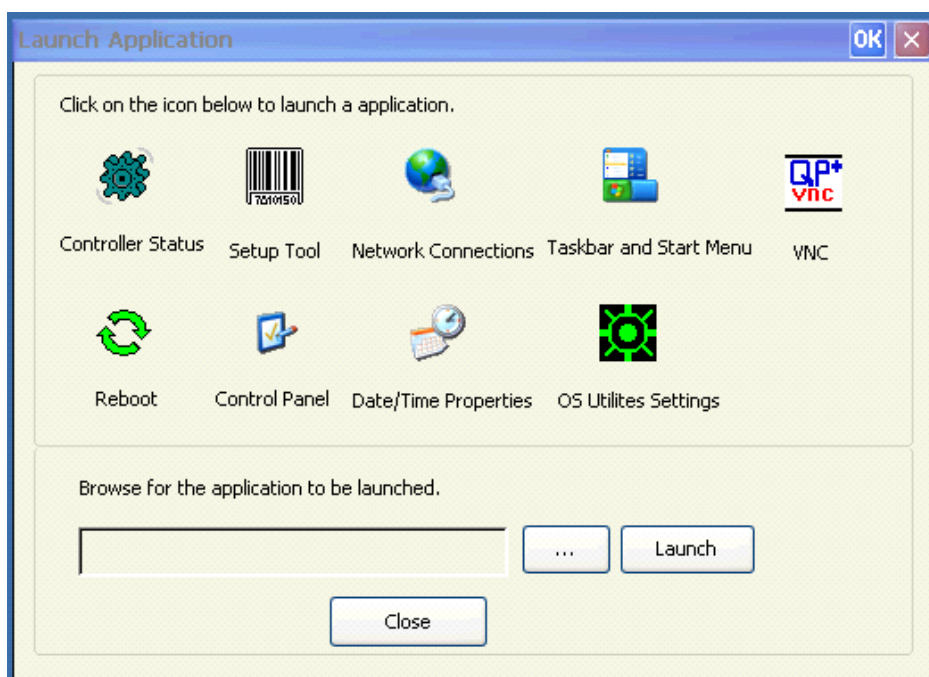 Launch Application
OK
Click on the icon below to launch a application.
QP+
vnc
Controller Status
Setup Tool
Network Connections
Taskbar and Start Menu
VNC
Reboot
Control Panel
Date/Time Properties
OS Utilites Settings
Browse for the application to be launched.
...
Launch
Close